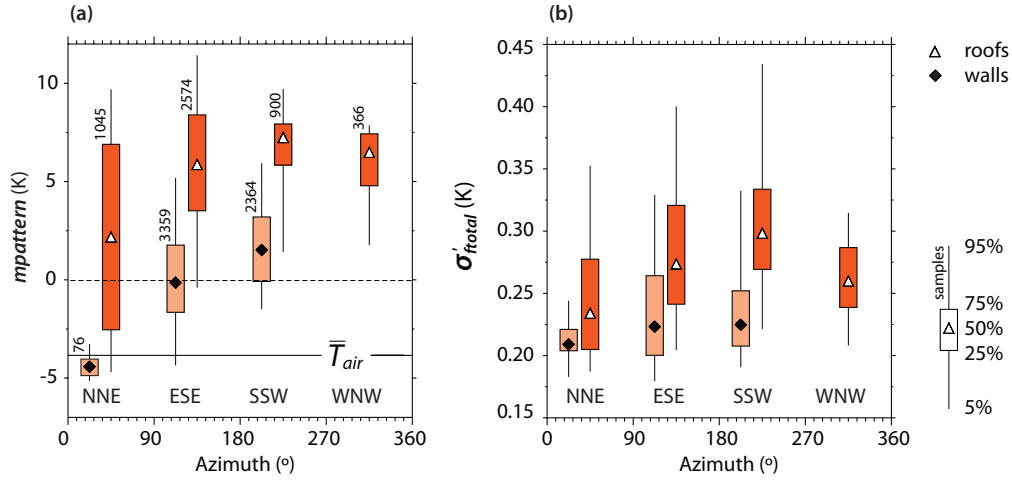 (a)
mpattern (K)
10
5
0
-5
76
1045
3359
2574
2364
900
366
T̅air
NNE ESE SSW WNW
0 90 180 270 360
Azimuth (º)
(b)
σ′ftotal (K)
0.45
0.40
0.35
0.30
0.25
0.20
0.15
NNE ESE SSW WNW
0 90 180 270 360
Azimuth (º)
roofs
walls
samples
95%
75%
50%
25%
5%